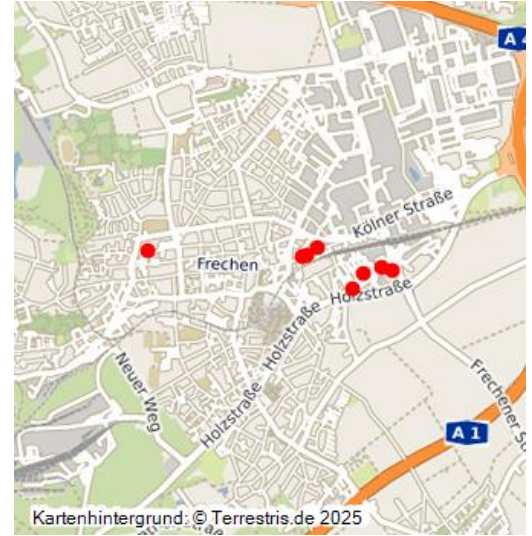 A 4
Kölner Straße
Frechen
Holzstraße
Holzstraße
Neuer Weg
Holzstraße
Frechener St
A 1
Kartenhintergrund: © Terrestris.de 2025